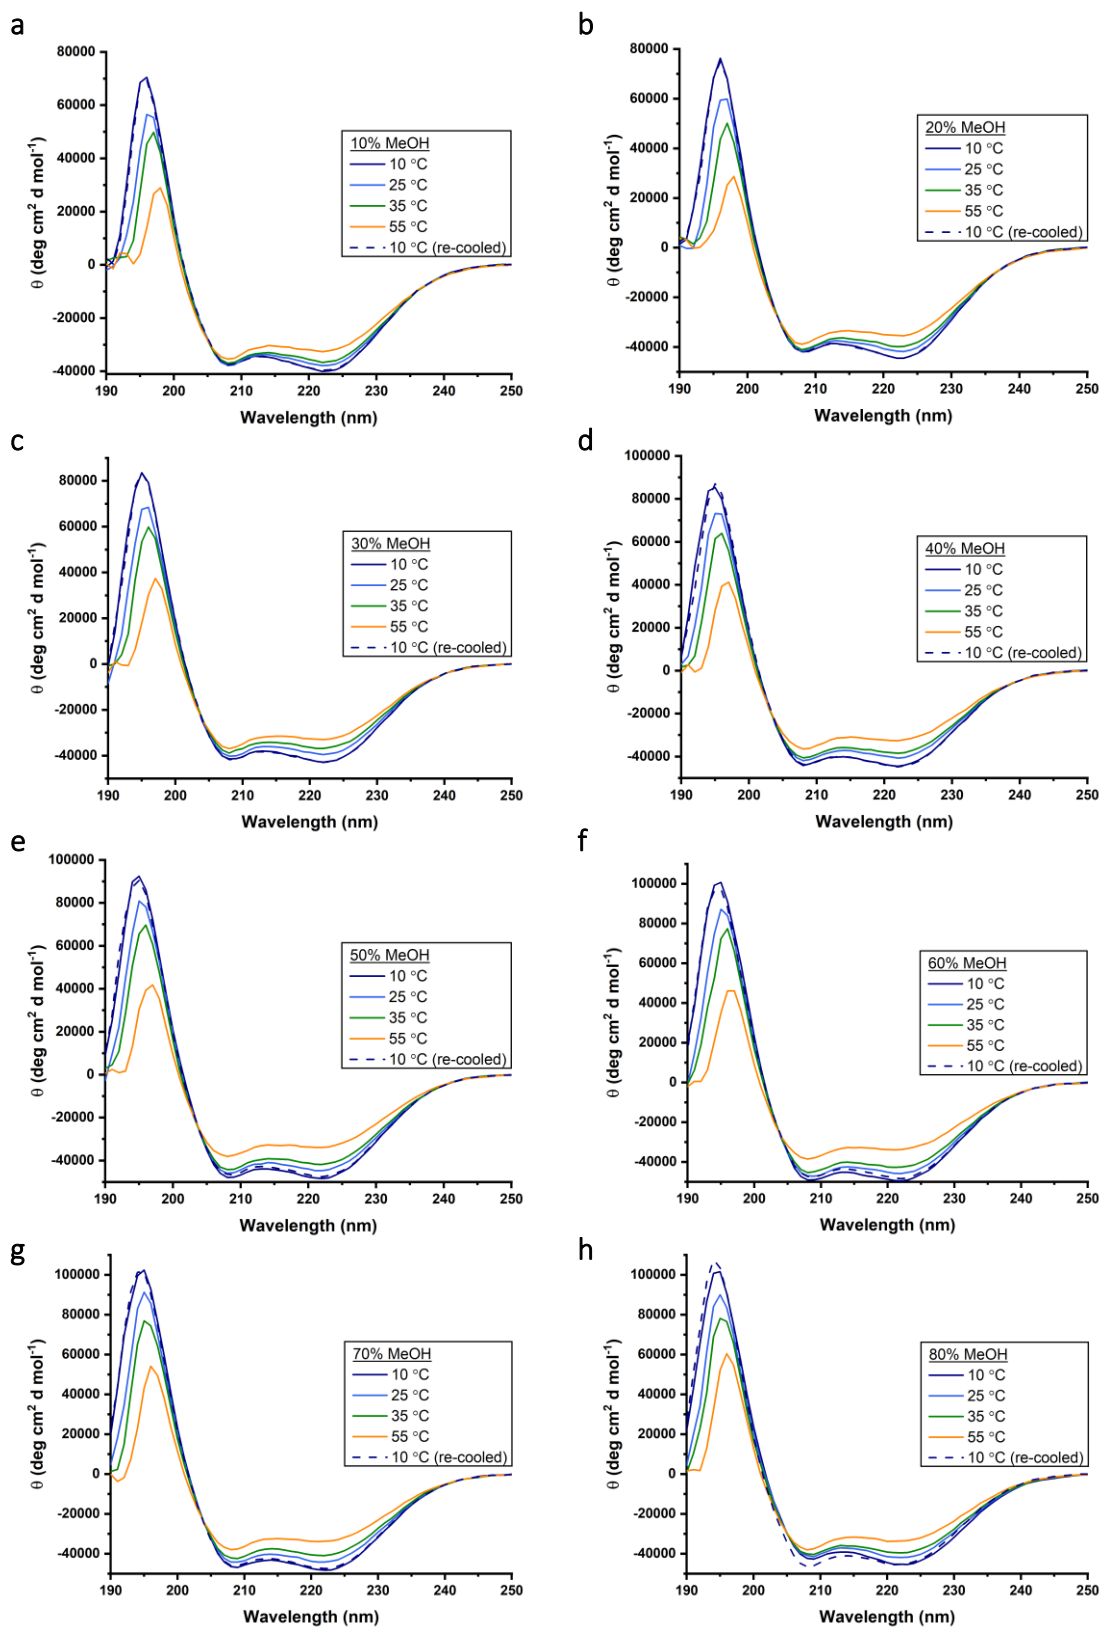 a
80000
60000
40000
20000
0
-20000
-40000
190 200 210 220 230 240 250
θ (deg cm² d mol⁻¹)
Wavelength (nm)
10% MeOH
10 °C
25 °C
35 °C
55 °C
10 °C (re-cooled)
b
80000
60000
40000
20000
0
-20000
-40000
190 200 210 220 230 240 250
θ (deg cm² d mol⁻¹)
Wavelength (nm)
20% MeOH
10 °C
25 °C
35 °C
55 °C
10 °C (re-cooled)
c
80000
60000
40000
20000
0
-20000
-40000
190 200 210 220 230 240 250
θ (deg cm² d mol⁻¹)
Wavelength (nm)
30% MeOH
10 °C
25 °C
35 °C
55 °C
10 °C (re-cooled)
d
100000
80000
60000
40000
20000
0
-20000
-40000
190 200 210 220 230 240 250
θ (deg cm² d mol⁻¹)
Wavelength (nm)
40% MeOH
10 °C
25 °C
35 °C
55 °C
10 °C (re-cooled)
e
100000
80000
60000
40000
20000
0
-20000
-40000
190 200 210 220 230 240 250
θ (deg cm² d mol⁻¹)
Wavelength (nm)
50% MeOH
10 °C
25 °C
35 °C
55 °C
10 °C (re-cooled)
f
100000
80000
60000
40000
20000
0
-20000
-40000
190 200 210 220 230 240 250
θ (deg cm² d mol⁻¹)
Wavelength (nm)
60% MeOH
10 °C
25 °C
35 °C
55 °C
10 °C (re-cooled)
g
100000
80000
60000
40000
20000
0
-20000
-40000
190 200 210 220 230 240 250
θ (deg cm² d mol⁻¹)
Wavelength (nm)
70% MeOH
10 °C
25 °C
35 °C
55 °C
10 °C (re-cooled)
h
100000
80000
60000
40000
20000
0
-20000
-40000
190 200 210 220 230 240 250
θ (deg cm² d mol⁻¹)
Wavelength (nm)
80% MeOH
10 °C
25 °C
35 °C
55 °C
10 °C (re-cooled)